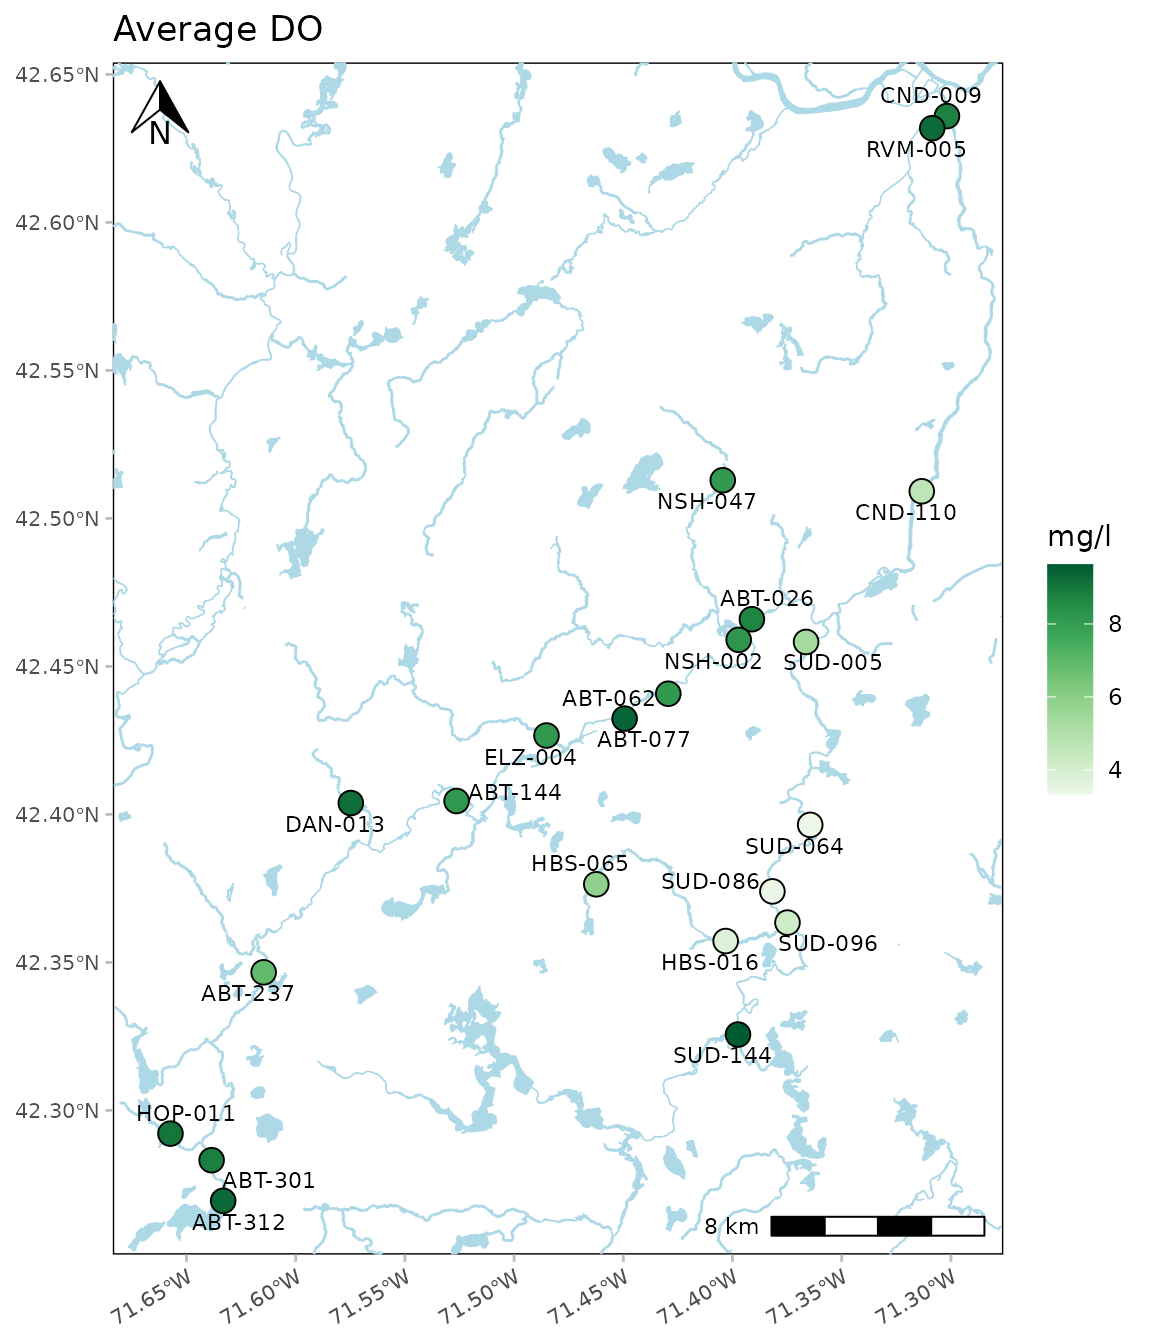 Average DO
42.65°N
42.60°N
42.55°N
42.50°N
42.45°N
42.40°N
42.35°N
42.30°N
N
CND-009
RVM-005
NSH-047
CND-110
ABT-026
NSH-002
SUD-005
ABT-062
ABT-077
ELZ-004
ABT-144
DAN-013
SUD-064
HBS-065
SUD-086
SUD-096
HBS-016
ABT-237
SUD-144
HOP-011
ABT-301
ABT-312
8 km
71.65°W
71.60°W
71.55°W
71.50°W
71.45°W
71.40°W
71.35°W
71.30°W
mg/l
8
6
4